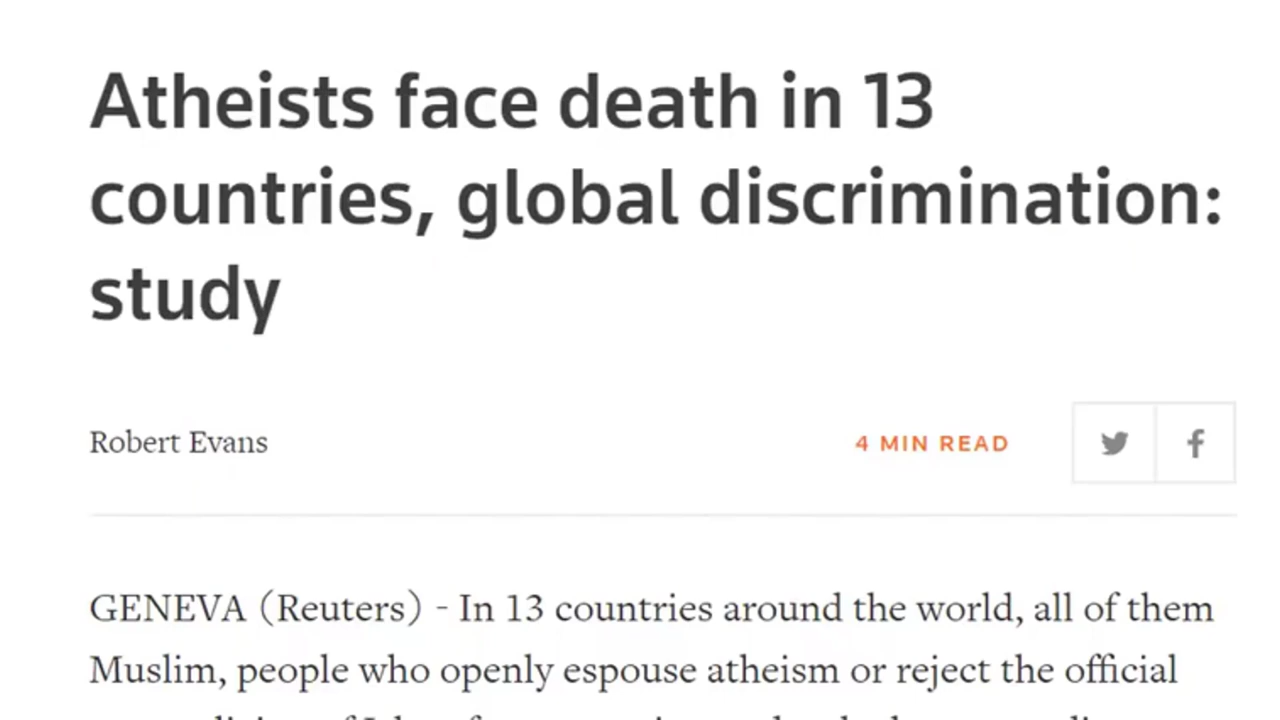 Atheists face death in 13
countries, global discrimination:
study
Robert Evans
4 MIN READ
GENEVA (Reuters) - In 13 countries around the world, all of them
Muslim, people who openly espouse atheism or reject the official